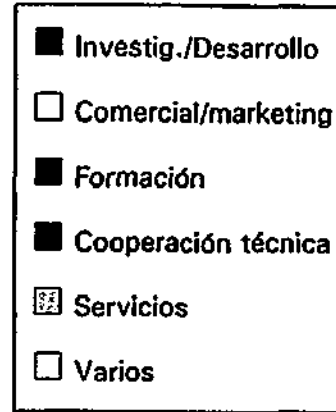 Investig./Desarrollo
Comercial/marketing
Formación
Cooperación técnica
Servicios
Varios